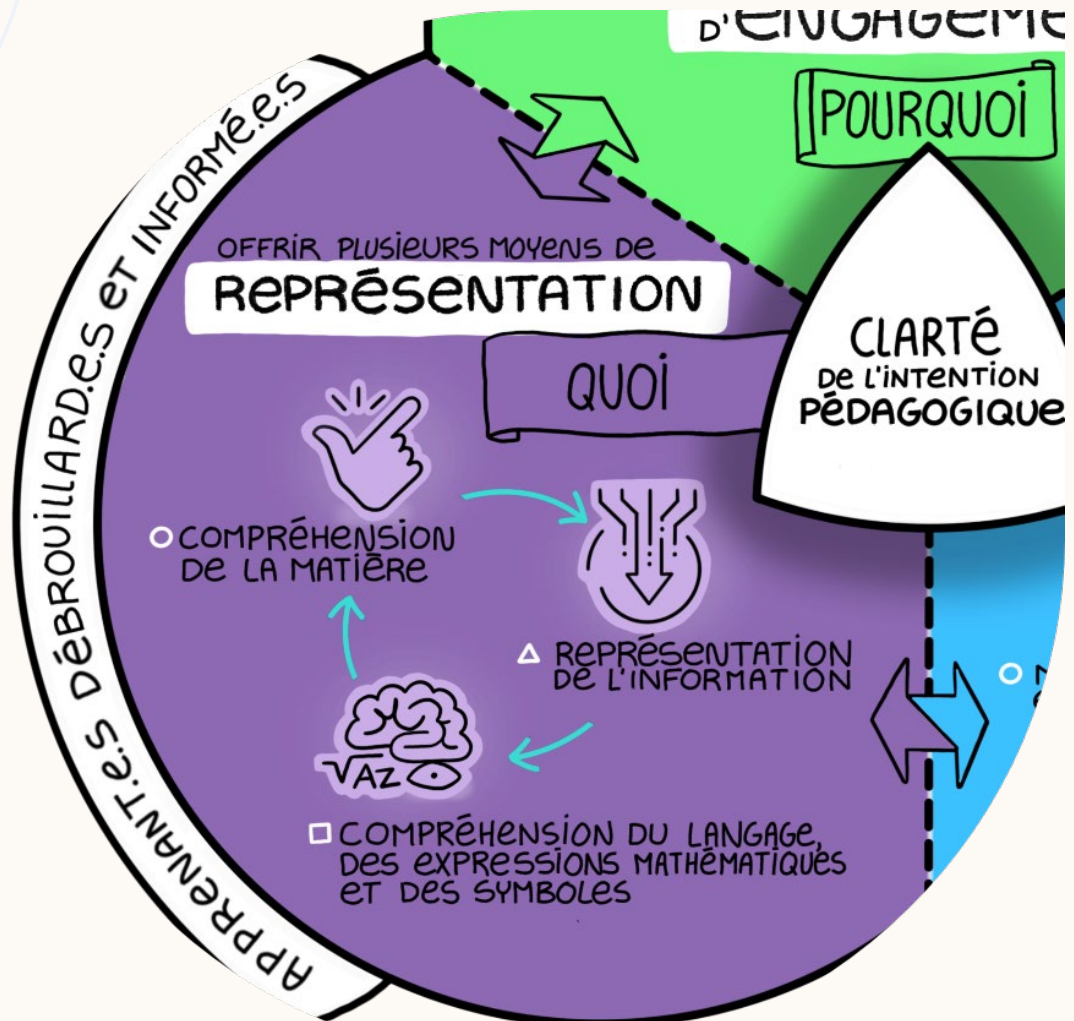 D'ENGAGEME
POURQUOI
APPRENANT.e.s DÉBROUILLARD.e.s ET INFORMÉ.e.s
OFFRIR PLUSIEURS MOYENS DE
REPRÉSENTATION
QUOI
CLARTÉ
DE L'INTENTION
PÉDAGOGIQUE
COMPRÉHENSION
DE LA MATIÈRE
REPRÉSENTATION
DE L'INFORMATION
√AZ
COMPRÉHENSION DU LANGAGE,
DES EXPRESSIONS MATHÉMATIQUES
ET DES SYMBOLES